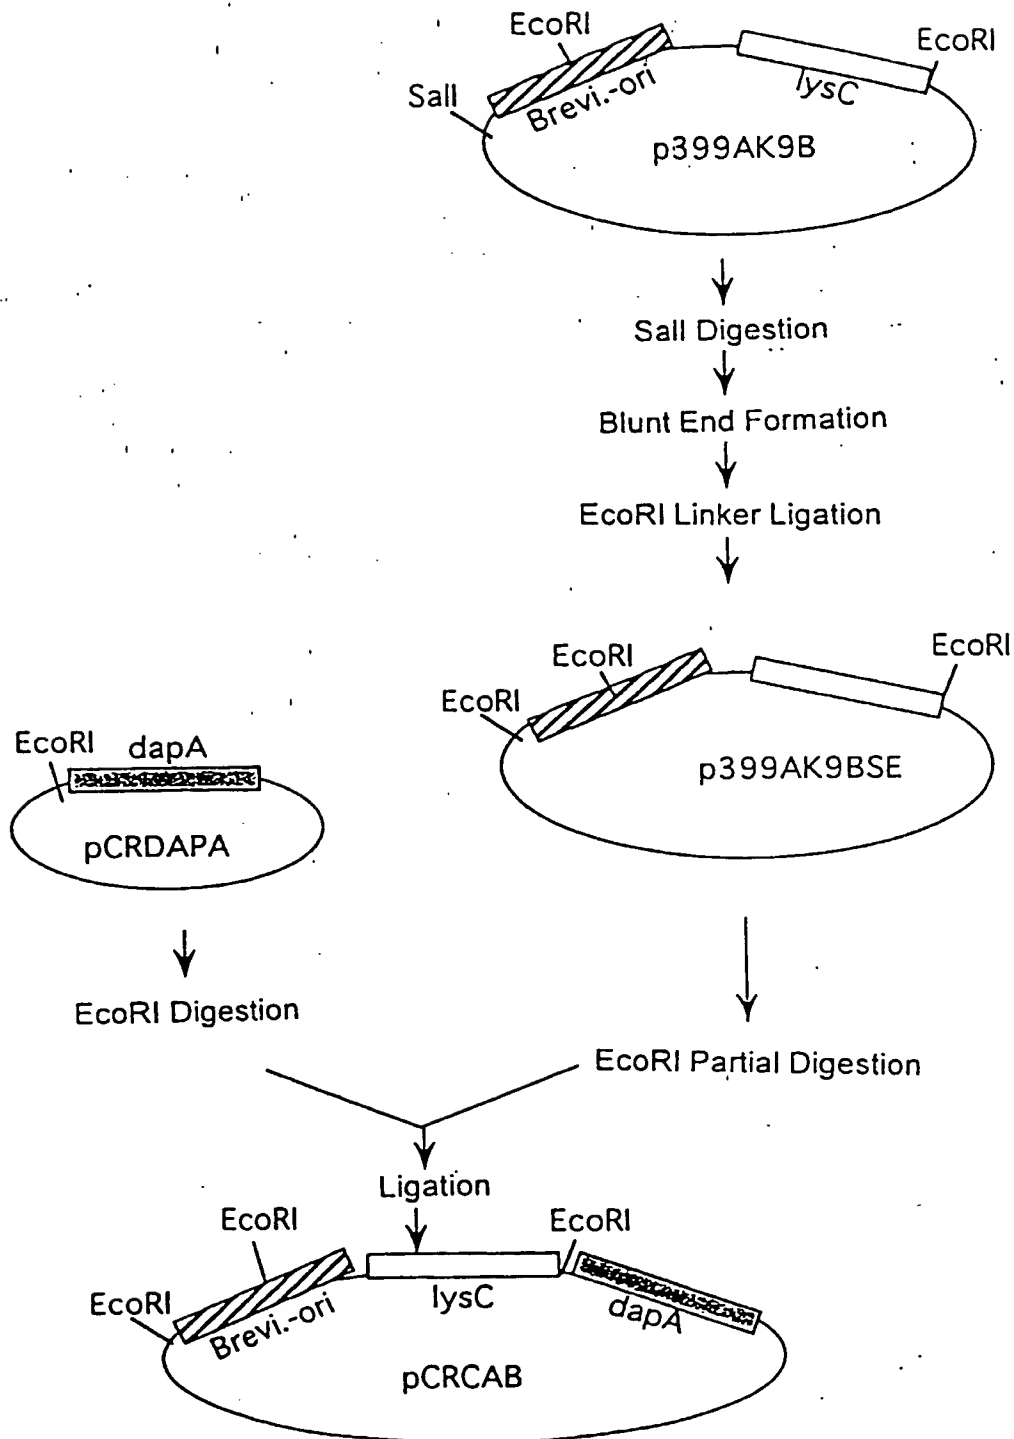 EcoRI
EcoRI
SalI
Brevi.-ori
lysC
p399AK9B
SalI Digestion
Blunt End Formation
EcoRI Linker Ligation
EcoRI
EcoRI
EcoRI
p399AK9BSE
EcoRI
dapA
pCRDAPA
EcoRI Digestion
EcoRI Partial Digestion
Ligation
EcoRI
EcoRI
EcoRI
Brevi.-ori
lysC
dapA
pCRCAB